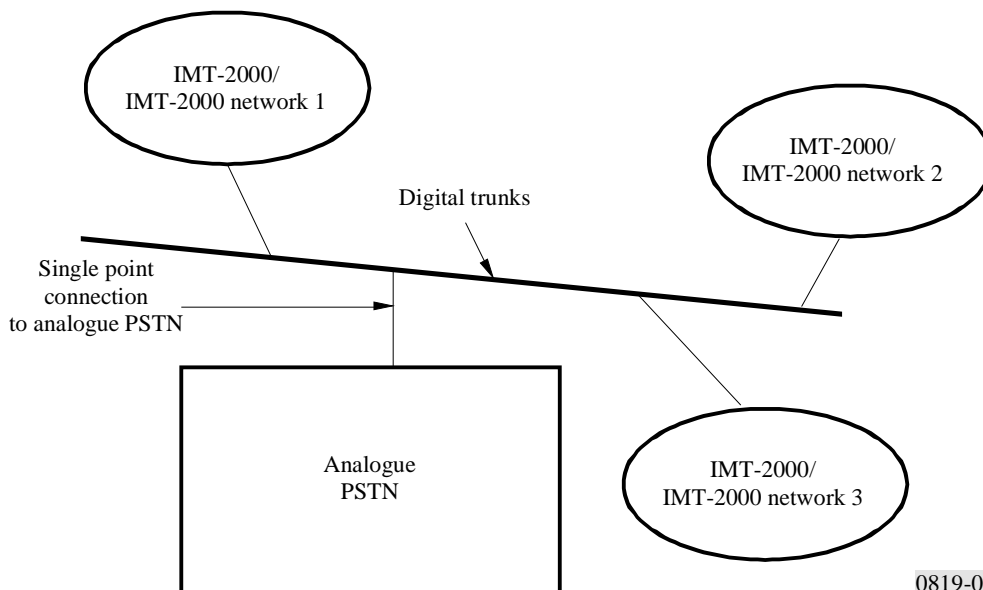 IMT-2000/
IMT-2000 network 1
IMT-2000/
IMT-2000 network 2
Digital trunks
Single point
connection
to analogue PSTN
Analogue
PSTN
IMT-2000/
IMT-2000 network 3
0819-0